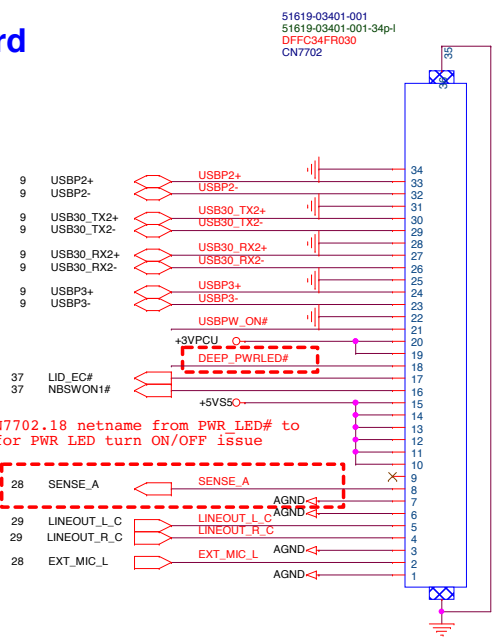 51619-03401-001
51619-03401-001-34p-l
DFFC34FR030
CN7702
rd
35
36
34
9 USBP2+ USBP2+ 33
9 USBP2- USBP2- 32
31
9 USB30_TX2+ USB30_TX2+ 30
9 USB30_TX2- USB30_TX2- 29
28
9 USB30_RX2+ USB30_RX2+ 27
9 USB30_RX2- USB30_RX2- 26
25
9 USBP3+ USBP3+ 24
9 USBP3- USBP3- 23
22
USBPW_ON# 21
+3VPCU 20
19
DEEP_PWRLED# 18
37 LID_EC# 17
37 NBSWON1# 16
+5VS5 15
14
N7702.18 netname from PWR_LED# to 13
for PWR LED turn ON/OFF issue 12
11
10
9
28 SENSE_A SENSE_A 8
AGND 7
AGND 6
29 LINEOUT_L_C LINEOUT_L_C 5
29 LINEOUT_R_C LINEOUT_R_C 4
AGND 3
28 EXT_MIC_L EXT_MIC_L 2
AGND 1